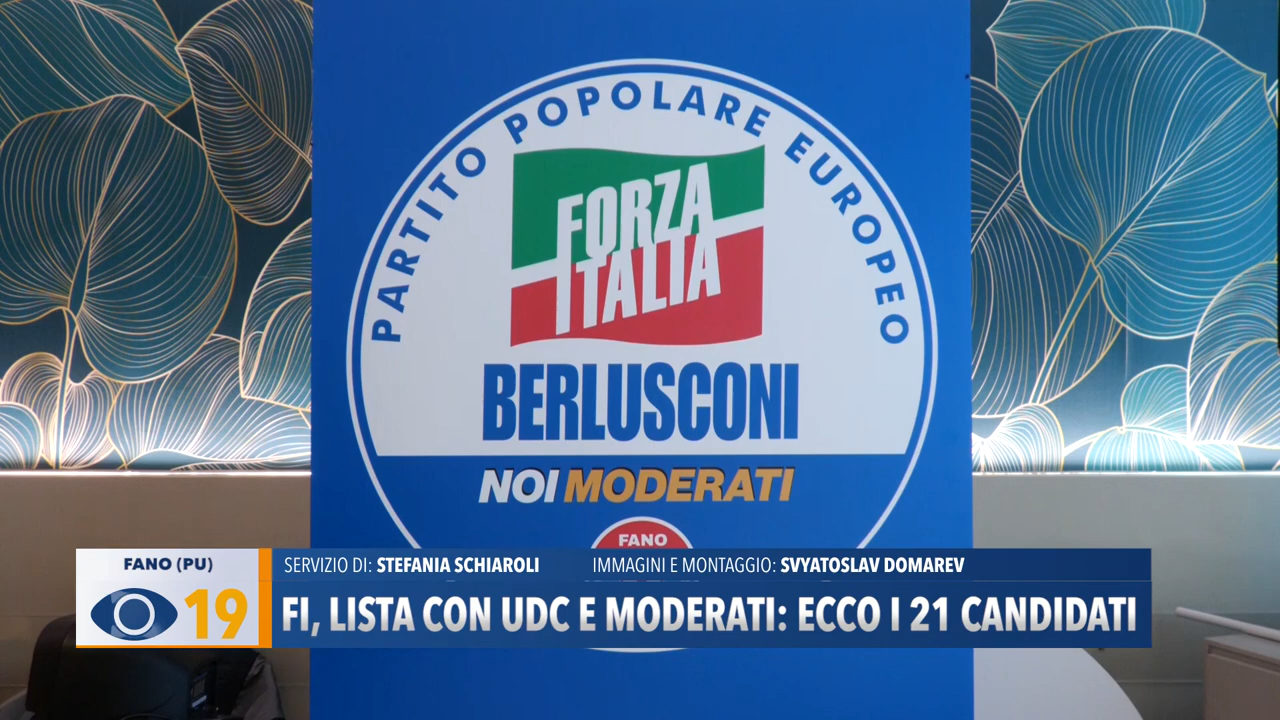 PARTITO POPOLARE EUROPEO
FORZA
ITALIA
BERLUSCONI
NOI MODERATI
FANO
FANO (PU)
19
SERVIZIO DI: STEFANIA SCHIAROLI
IMMAGINI E MONTAGGIO: SVYATOSLAV DOMAREV
FI, LISTA CON UDC E MODERATI: ECCO I 21 CANDIDATI